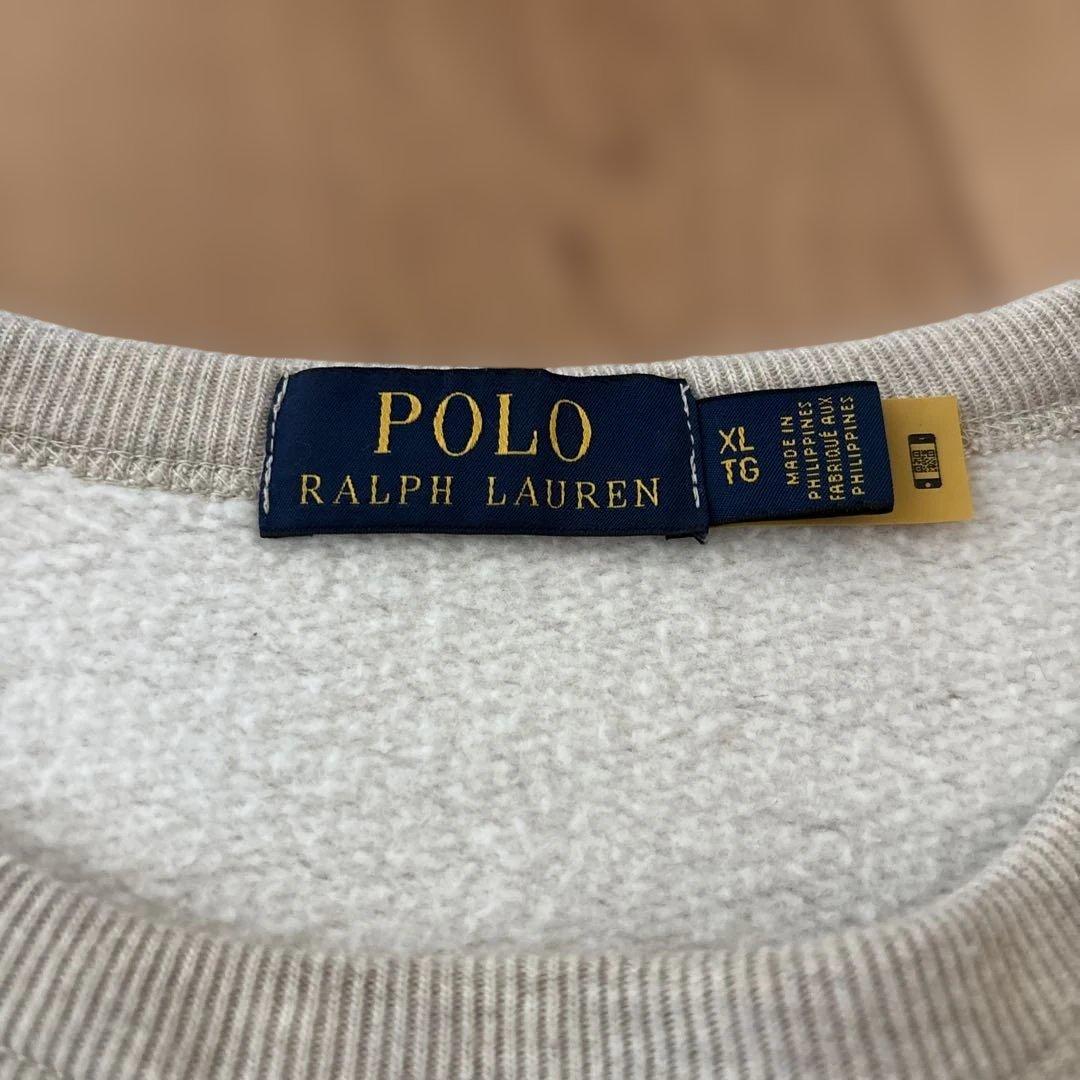 POLO
RALPH LAUREN
XL
TG
MADE IN
PHILIPPINES
FABRIQUÉ AUX
PHILIPPINES